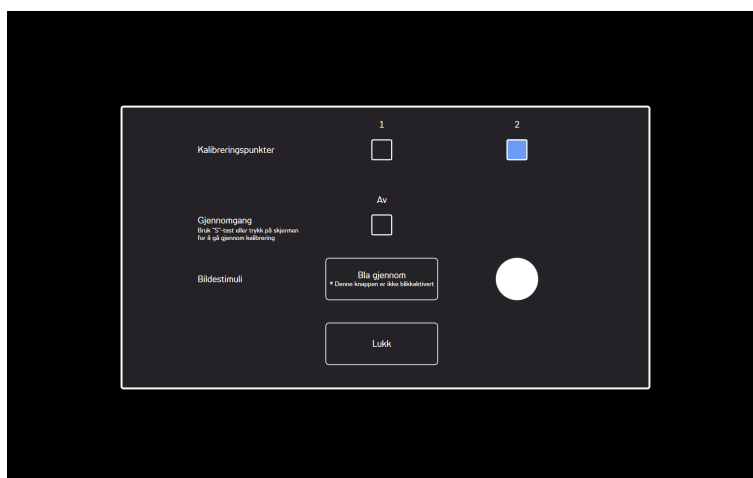 1
2
Kalibreringspunkter
Av
Gjennomgang
Bruk "S"-tast eller trykk på skjermen
for å gå gjennom kalibrering
Bildestimuli
Bla gjennom
* Denne knappen er ikke blikkaktivert
Lukk